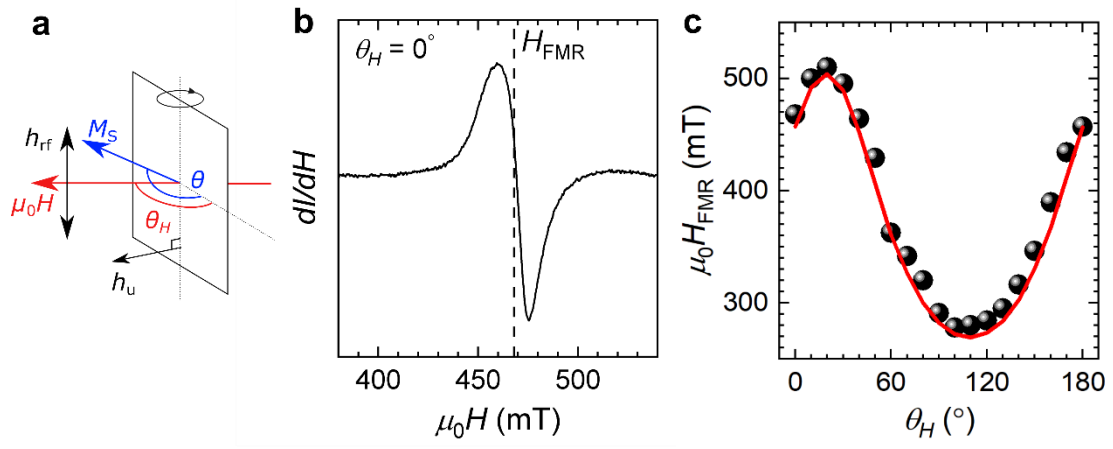 a
h_rf
M_S
θ
μ₀H
θ_H
h_u
b
θ_H = 0°
H_FMR
dI/dH
400
450
500
μ₀H (mT)
c
500
400
300
μ₀H_FMR (mT)
0
60
120
180
θ_H (°)